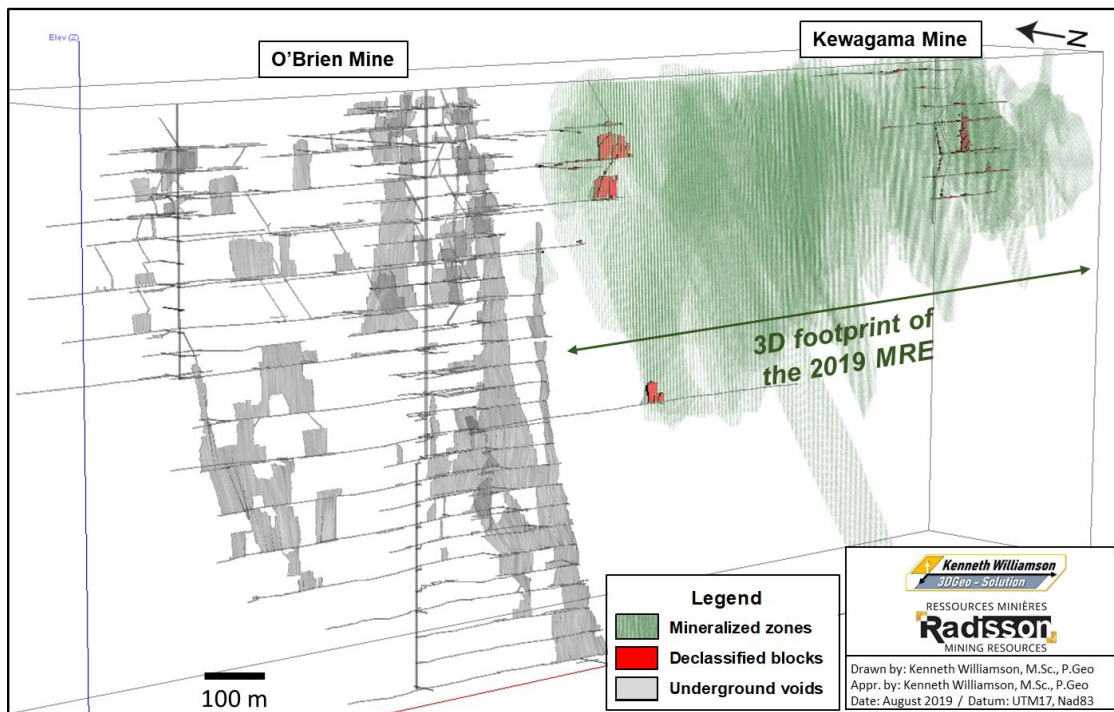 Elev (Z)
O'Brien Mine
Kewagama Mine
N
3D footprint of
the 2019 MRE
100 m
Legend
Mineralized zones
Declassified blocks
Underground voids
Kenneth Williamson
3DGeo - Solution
RESSOURCES MINIÈRES
Radisson
MINING RESOURCES
Drawn by: Kenneth Williamson, M.Sc., P.Geo
Appr. by: Kenneth Williamson, M.Sc., P.Geo
Date: August 2019 / Datum: UTM17, Nad83